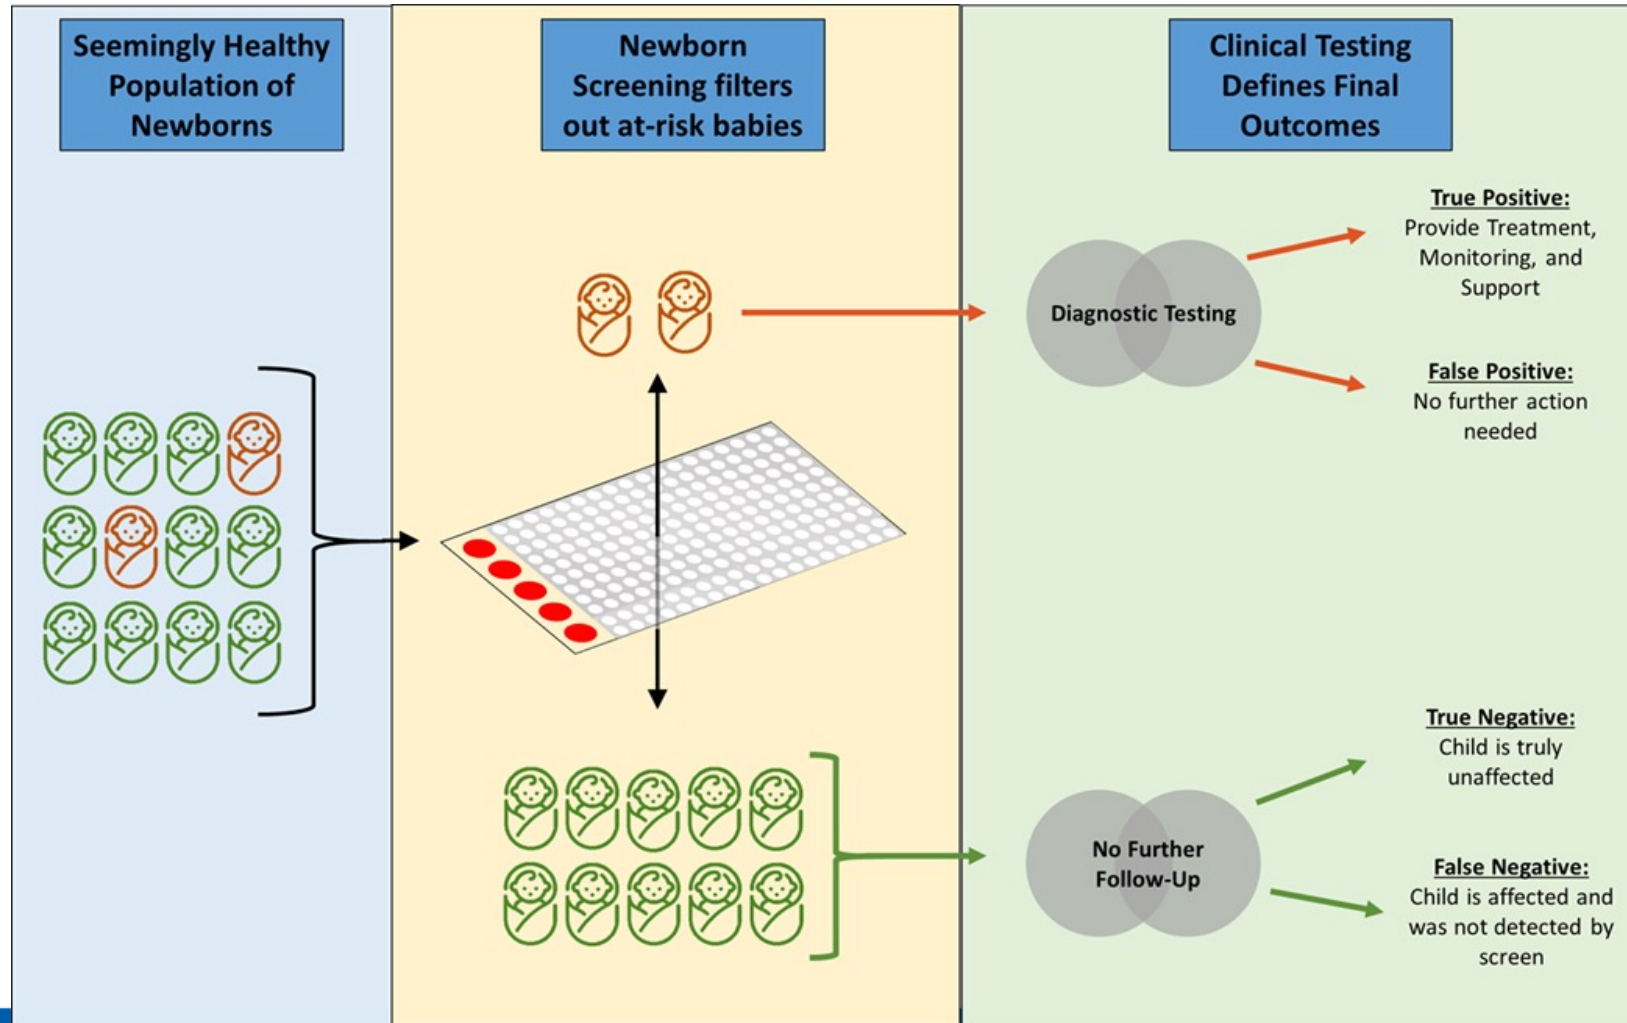 Seemingly Healthy
Population of
Newborns
Newborn
Screening filters
out at-risk babies
Clinical Testing
Defines Final
Outcomes
Diagnostic Testing
True Positive:
Provide Treatment,
Monitoring, and
Support
False Positive:
No further action
needed
No Further
Follow-Up
True Negative:
Child is truly
unaffected
False Negative:
Child is affected and
was not detected by
screen